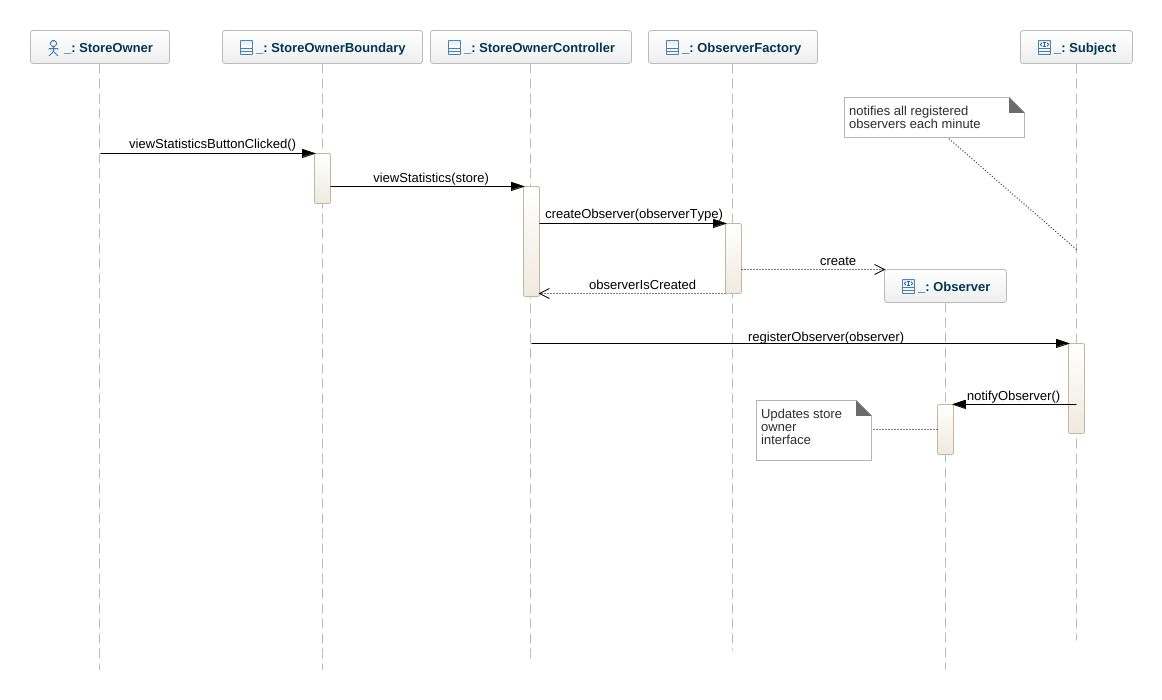 _: StoreOwner
_: StoreOwnerBoundary
_: StoreOwnerController
_: ObserverFactory
_: Subject
notifies all registered
observers each minute
viewStatisticsButtonClicked()
viewStatistics(store)
createObserver(observerType)
create
_: Observer
observerIsCreated
registerObserver(observer)
notifyObserver()
Updates store
owner
interface